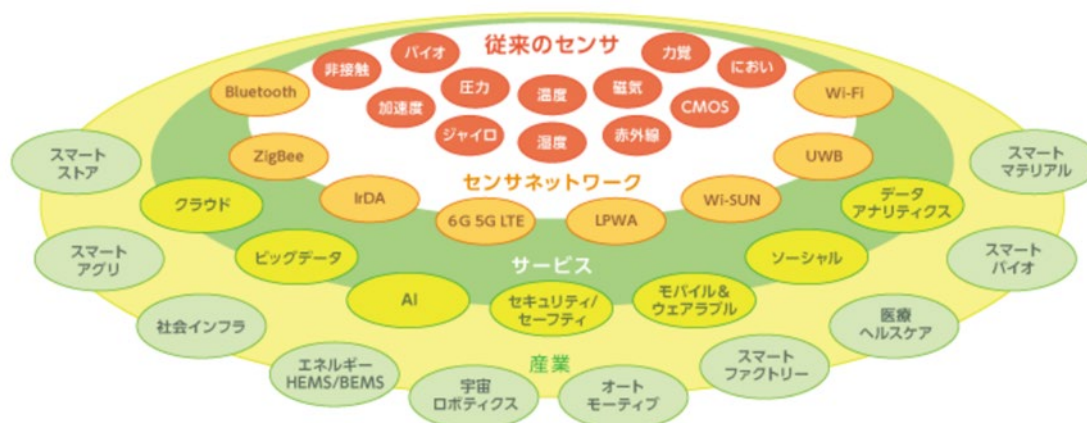 従来のセンサ
バイオ
力覚
非接触
におい
圧力
温度
磁気
Bluetooth
Wi-Fi
加速度
CMOS
ジャイロ
湿度
赤外線
ZigBee
UWB
スマート
ストア
スマート
マテリアル
センサネットワーク
IrDA
Wi-SUN
クラウド
データ
アナリティクス
6G 5G LTE
LPWA
スマート
アグリ
ビッグデータ
サービス
ソーシャル
スマート
バイオ
AI
セキュリティ/
セーフティ
モバイル&
ウェアラブル
社会インフラ
医療
ヘルスケア
産業
エネルギー
HEMS/BEMS
宇宙
ロボティクス
オート
モーティブ
スマート
ファクトリー